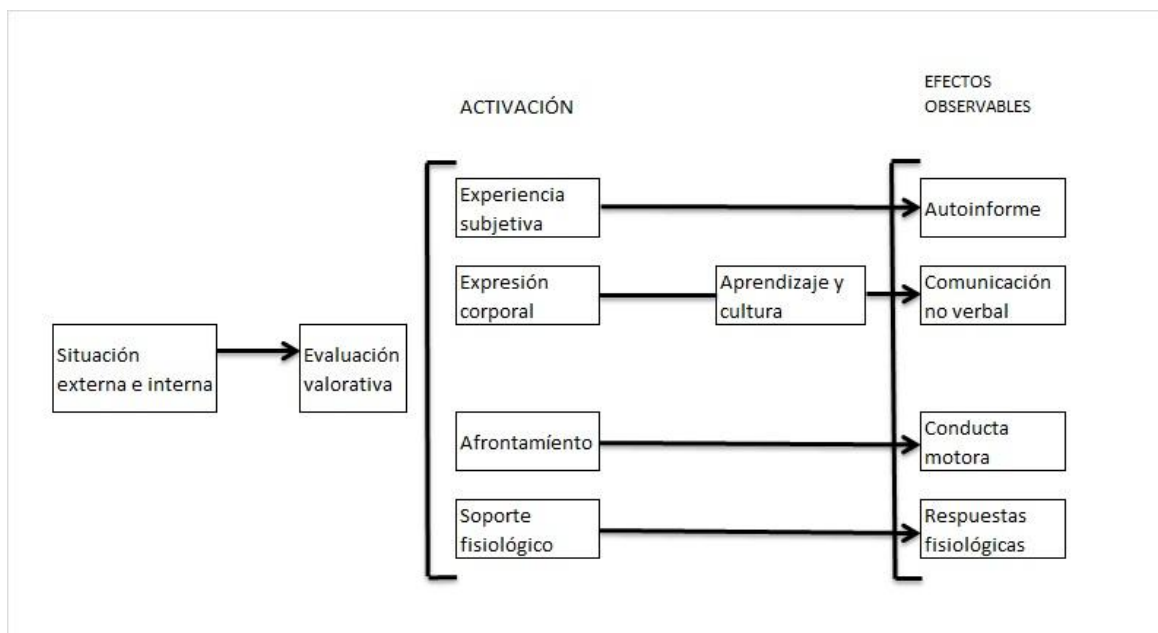 ACTIVACIÓN
EFECTOS
OBSERVABLES
Experiencia
subjetiva
Autoinforme
Expresión
corporal
Aprendizaje y
cultura
Comunicación
no verbal
Situación
externa e interna
Evaluación
valorativa
Afrontamíento
Conducta
motora
Soporte
fisiológico
Respuestas
fisiológicas